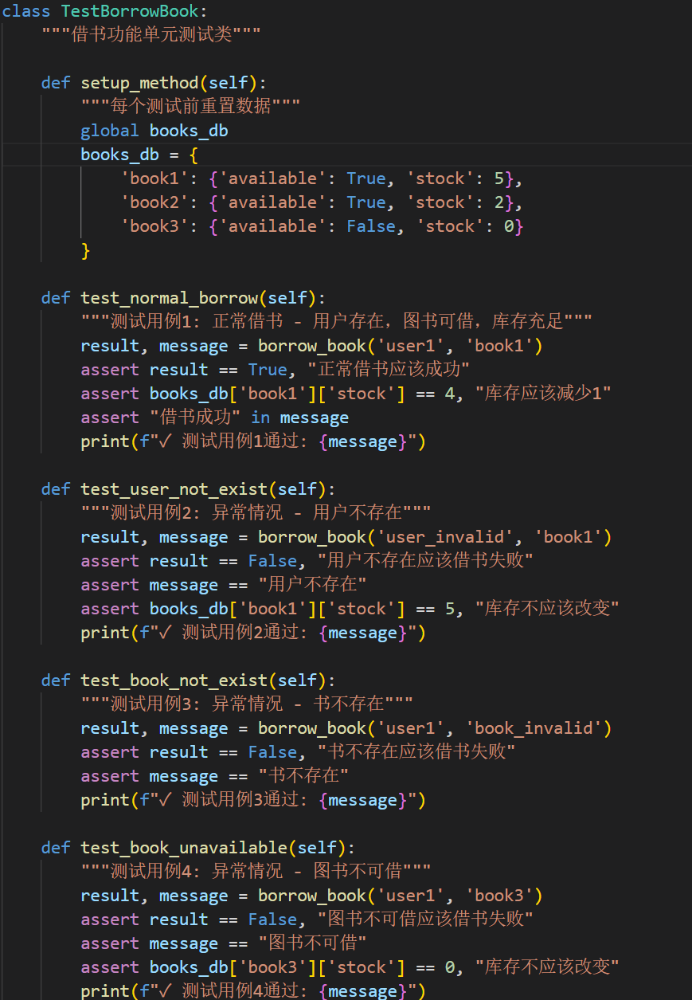 class TestBorrowBook:
    """借书功能单元测试类"""
    def setup_method(self):
        """每个测试前重置数据"""
        global books_db
        books_db = {
            'book1': {'available': True, 'stock': 5},
            'book2': {'available': True, 'stock': 2},
            'book3': {'available': False, 'stock': 0}
        }
    def test_normal_borrow(self):
        """测试用例1: 正常借书 - 用户存在，图书可借，库存充足"""
        result, message = borrow_book('user1', 'book1')
        assert result == True, "正常借书应该成功"
        assert books_db['book1']['stock'] == 4, "库存应该减少1"
        assert "借书成功" in message
        print(f"✓ 测试用例1通过: {message}")
    def test_user_not_exist(self):
        """测试用例2: 异常情况 - 用户不存在"""
        result, message = borrow_book('user_invalid', 'book1')
        assert result == False, "用户不存在应该借书失败"
        assert message == "用户不存在"
        assert books_db['book1']['stock'] == 5, "库存不应该改变"
        print(f"✓ 测试用例2通过: {message}")
    def test_book_not_exist(self):
        """测试用例3: 异常情况 - 书不存在"""
        result, message = borrow_book('user1', 'book_invalid')
        assert result == False, "书不存在应该借书失败"
        assert message == "书不存在"
        print(f"✓ 测试用例3通过: {message}")
    def test_book_unavailable(self):
        """测试用例4: 异常情况 - 图书不可借"""
        result, message = borrow_book('user1', 'book3')
        assert result == False, "图书不可借应该借书失败"
        assert message == "图书不可借"
        assert books_db['book3']['stock'] == 0, "库存不应该改变"
        print(f"✓ 测试用例4通过: {message}")